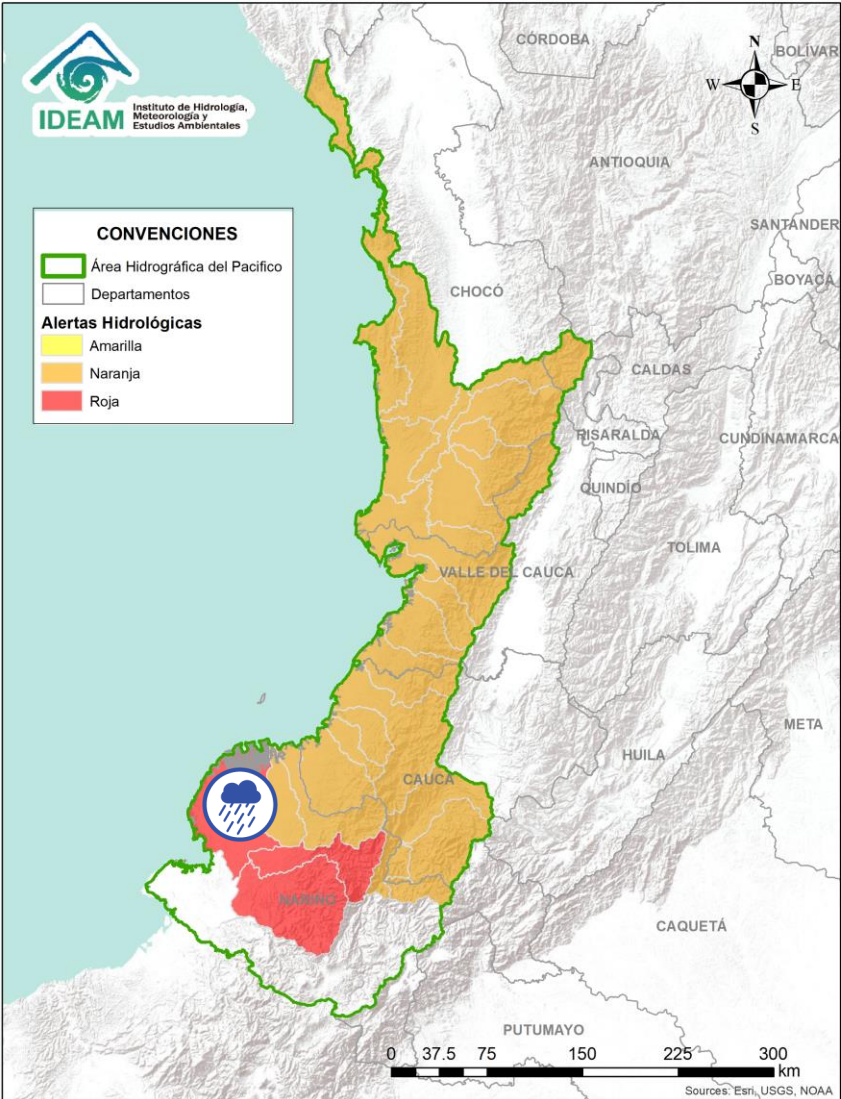 IDEAM
Instituto de Hidrología,
Meteorología y
Estudios Ambientales
N
W
E
S
CÓRDOBA
BOLÍVAR
ANTIOQUIA
SANTANDER
BOYACÁ
CONVENCIONES
Área Hidrográfica del Pacifico
Departamentos
Alertas Hidrológicas
Amarilla
Naranja
Roja
CHOCÓ
CALDAS
RISARALDA
CUNDINAMARCA
QUINDÍO
TOLIMA
VALLE DEL CAUCA
META
HUILA
CAUCA
NARIÑO
CAQUETÁ
PUTUMAYO
0 37.5 75 150 225 300
km
Sources: Esri, USGS, NOAA